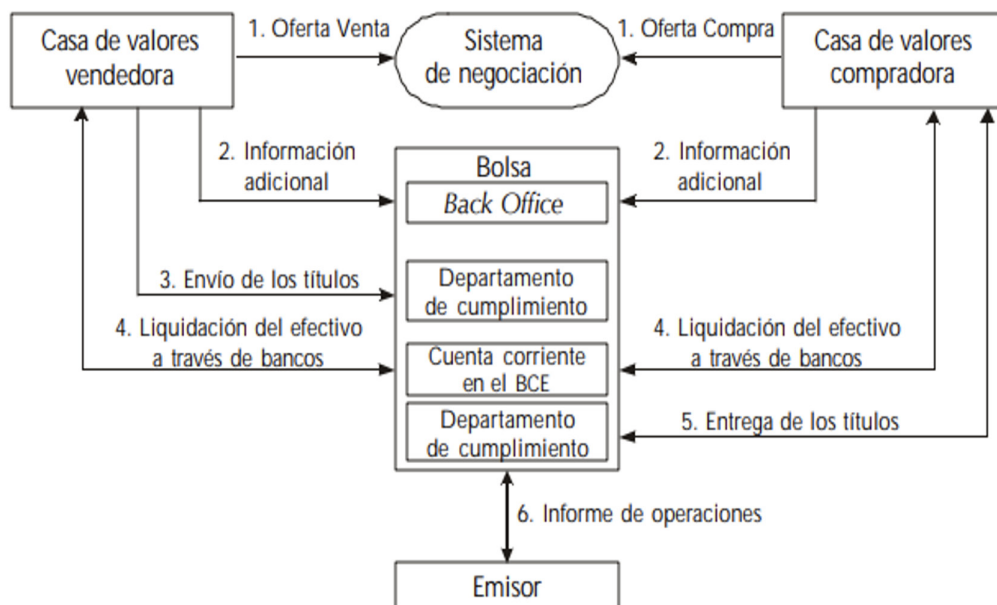 Casa de valores
vendedora
1. Oferta Venta
Sistema
de negociación
1. Oferta Compra
Casa de valores
compradora
2. Información
adicional
Bolsa
Back Office
2. Información
adicional
3. Envío de los títulos
Departamento
de cumplimiento
4. Liquidación del efectivo
a través de bancos
Cuenta corriente
en el BCE
4. Liquidación del efectivo
a través de bancos
Departamento
de cumplimiento
5. Entrega de los títulos
6. Informe de operaciones
Emisor